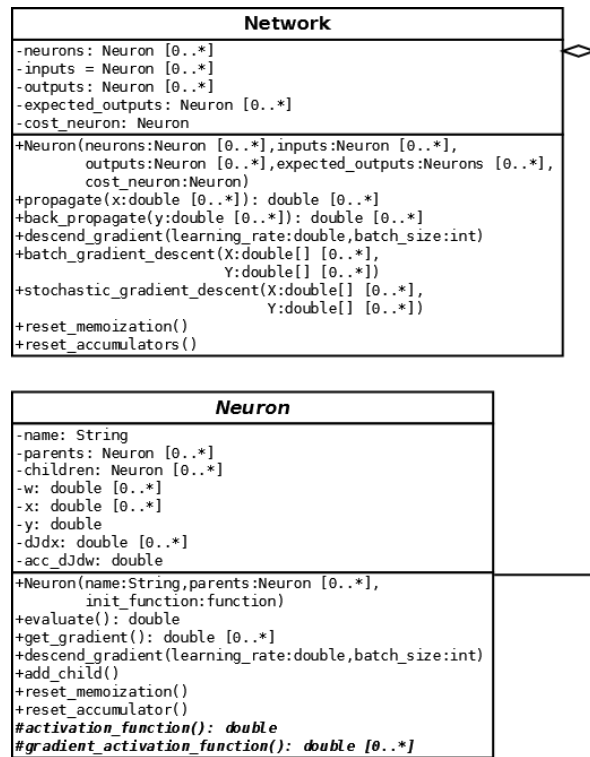 Network
-neurons: Neuron [0..*]
-inputs = Neuron [0..*]
-outputs: Neuron [0..*]
-expected_outputs: Neuron [0..*]
-cost_neuron: Neuron
+Neuron(neurons:Neuron [0..*],inputs:Neuron [0..*],
outputs:Neuron [0..*],expected_outputs:Neurons [0..*],
cost_neuron:Neuron)
+propagate(x:double [0..*]): double [0..*]
+back_propagate(y:double [0..*]): double [0..*]
+descend_gradient(learning_rate:double,batch_size:int)
+batch_gradient_descent(X:double[] [0..*],
Y:double[] [0..*])
+stochastic_gradient_descent(X:double[] [0..*],
Y:double[] [0..*])
+reset_memoization()
+reset_accumulators()
Neuron
-name: String
-parents: Neuron [0..*]
-children: Neuron [0..*]
-w: double [0..*]
-x: double [0..*]
-y: double
-dJdx: double [0..*]
-acc_dJdw: double
+Neuron(name:String,parents:Neuron [0..*],
init_function:function)
+evaluate(): double
+get_gradient(): double [0..*]
+descend_gradient(learning_rate:double,batch_size:int)
+add_child()
+reset_memoization()
+reset_accumulator()
#activation_function(): double
#gradient_activation_function(): double [0..*]